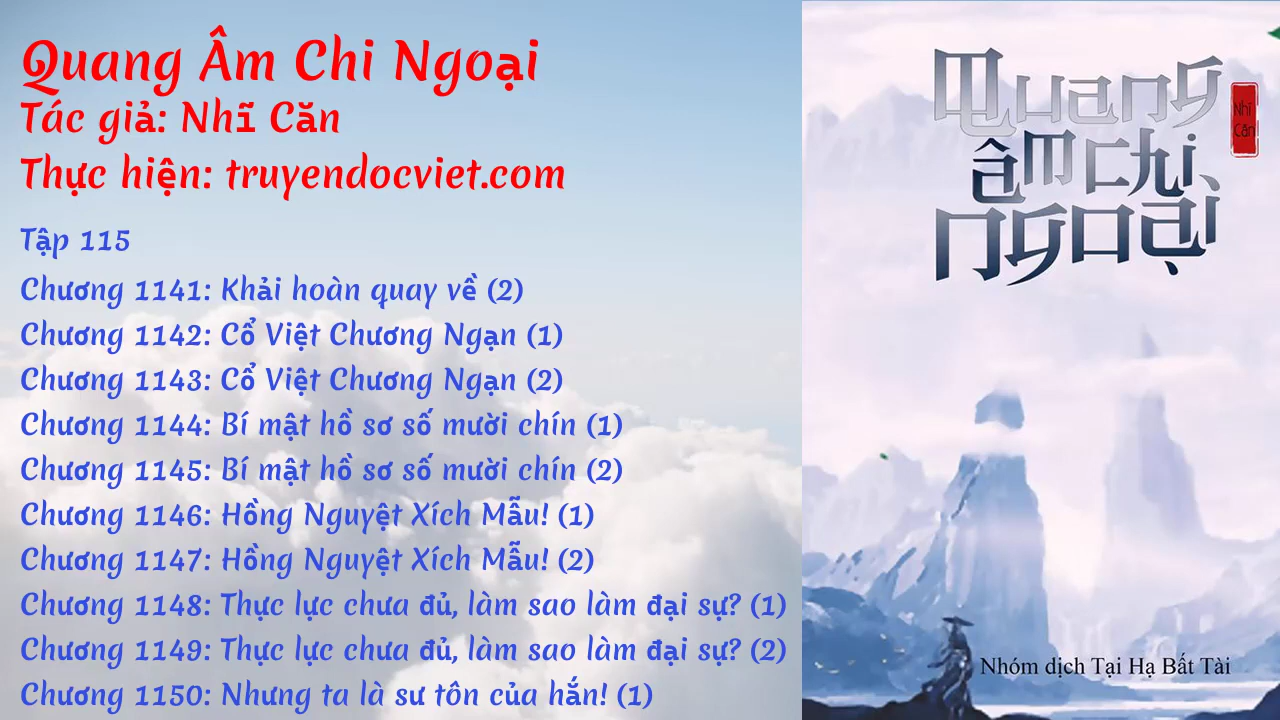 Quang Âm Chi Ngoại
Tác giả: Nhĩ Căn
Thực hiện: truyendocviet.com
Tập 115
Chương 1141: Khải hoàn quay về (2)
Chương 1142: Cổ Việt Chương Ngạn (1)
Chương 1143: Cổ Việt Chương Ngạn (2)
Chương 1144: Bí mật hồ sơ số mười chín (1)
Chương 1145: Bí mật hồ sơ số mười chín (2)
Chương 1146: Hồng Nguyệt Xích Mẫu! (1)
Chương 1147: Hồng Nguyệt Xích Mẫu! (2)
Chương 1148: Thực lực chưa đủ, làm sao làm đại sự? (1)
Chương 1149: Thực lực chưa đủ, làm sao làm đại sự? (2)
Chương 1150: Nhưng ta là sư tôn của hắn! (1)
Quang
âm chi
ngoại
Nhĩ
Căn
Nhóm dịch Tại Hạ Bất Tài